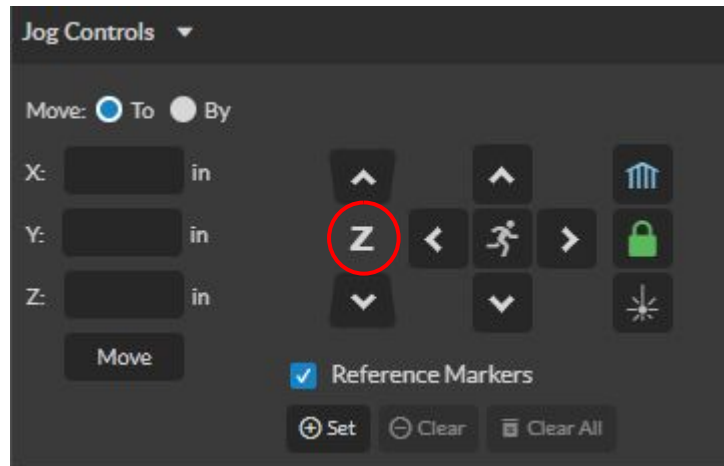 Jog Controls
Move: To By
X: in
Y: in
Z
Z: in
Move
Reference Markers
Set Clear Clear All